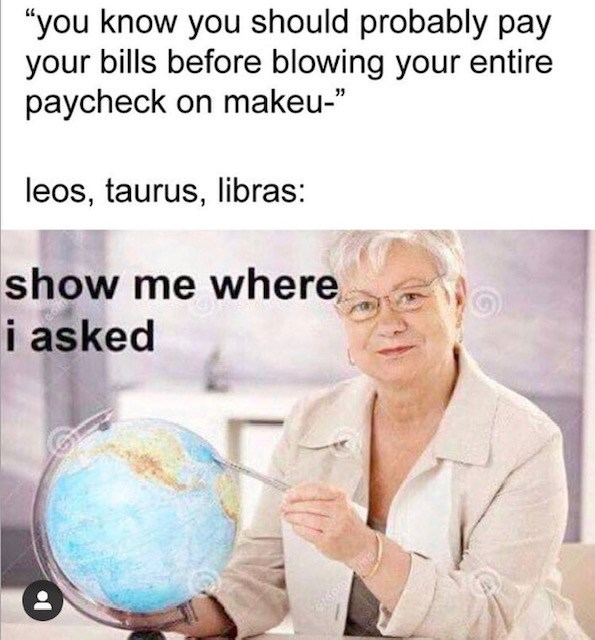 “you know you should probably pay
your bills before blowing your entire
paycheck on makeu-”
leos, taurus, libras:
show me where
i asked